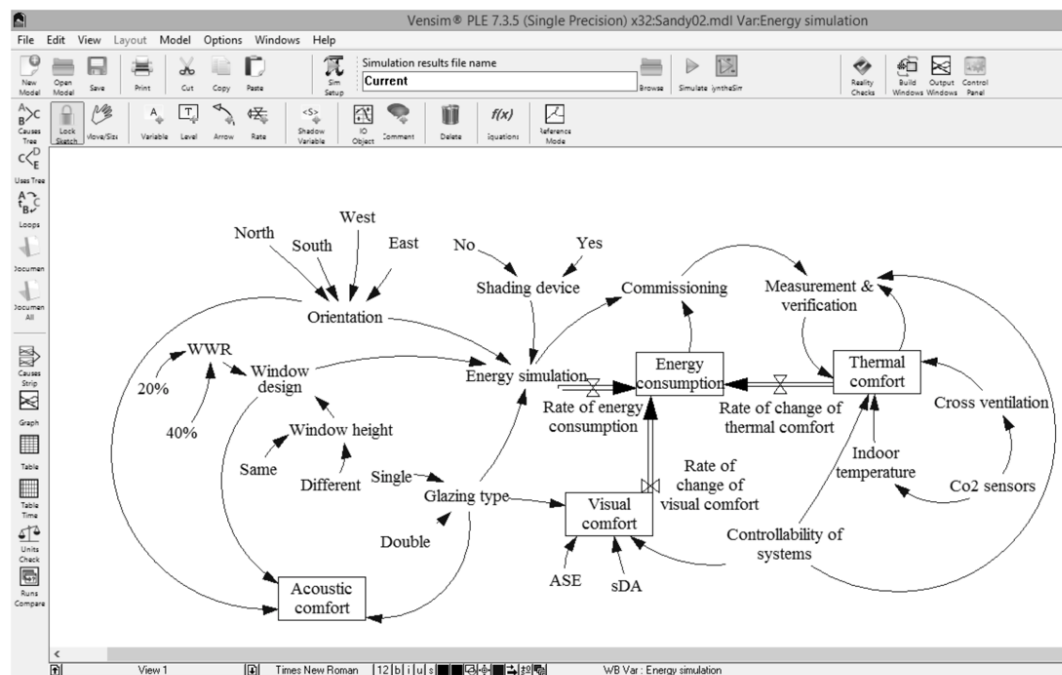 Vensim® PLE 7.3.5 (Single Precision) x32:Sandy02.mdl Var:Energy simulation
File Edit View Layout Model Options Windows Help
Simulation results file name
Current
New Model
Open Model
Save
Print
Cut
Copy
Paste
Sim Setup
Browse
Simulate
SyntheSim
Reality Checks
Build Windows
Output Windows
Control Panel
Lock Sketch
Move/Size
Variable
Level
Arrow
Rate
Shadow Variable
IO Object
Comment
Delete
f(x)
Equations
Reference Mode
Causes Tree
Uses Tree
Loops
Documen
Documen All
Causes Strip
Graph
Table
Table Time
Units Check
Runs Compare
West
North
South
East
Orientation
No
Yes
Shading device
Commissioning
Measurement &
verification
WWR
20%
40%
Window
design
Window height
Same
Different
Energy simulation
Rate of energy
consumption
Energy
consumption
Rate of change of
thermal comfort
Thermal
comfort
Cross ventilation
Indoor
temperature
Co2 sensors
Single
Glazing type
Double
Rate of
change of
visual comfort
Visual
comfort
ASE
sDA
Controllability of
systems
Acoustic
comfort
View 1
Times New Roman
12 b i u s
WB Var : Energy simulation